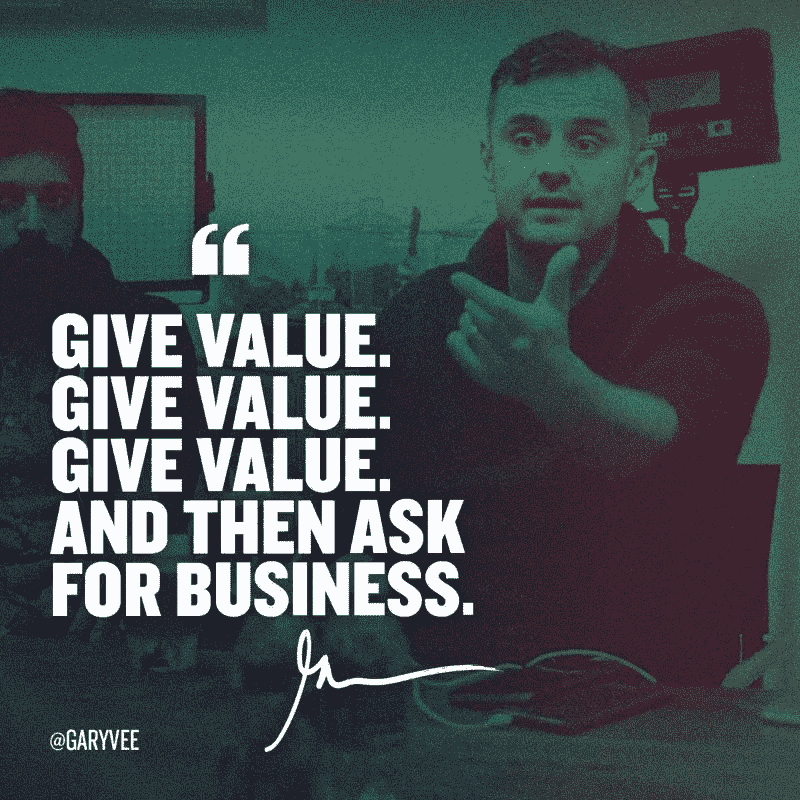 “
GIVE VALUE.
GIVE VALUE.
GIVE VALUE.
AND THEN ASK
FOR BUSINESS.
@GARYVEE